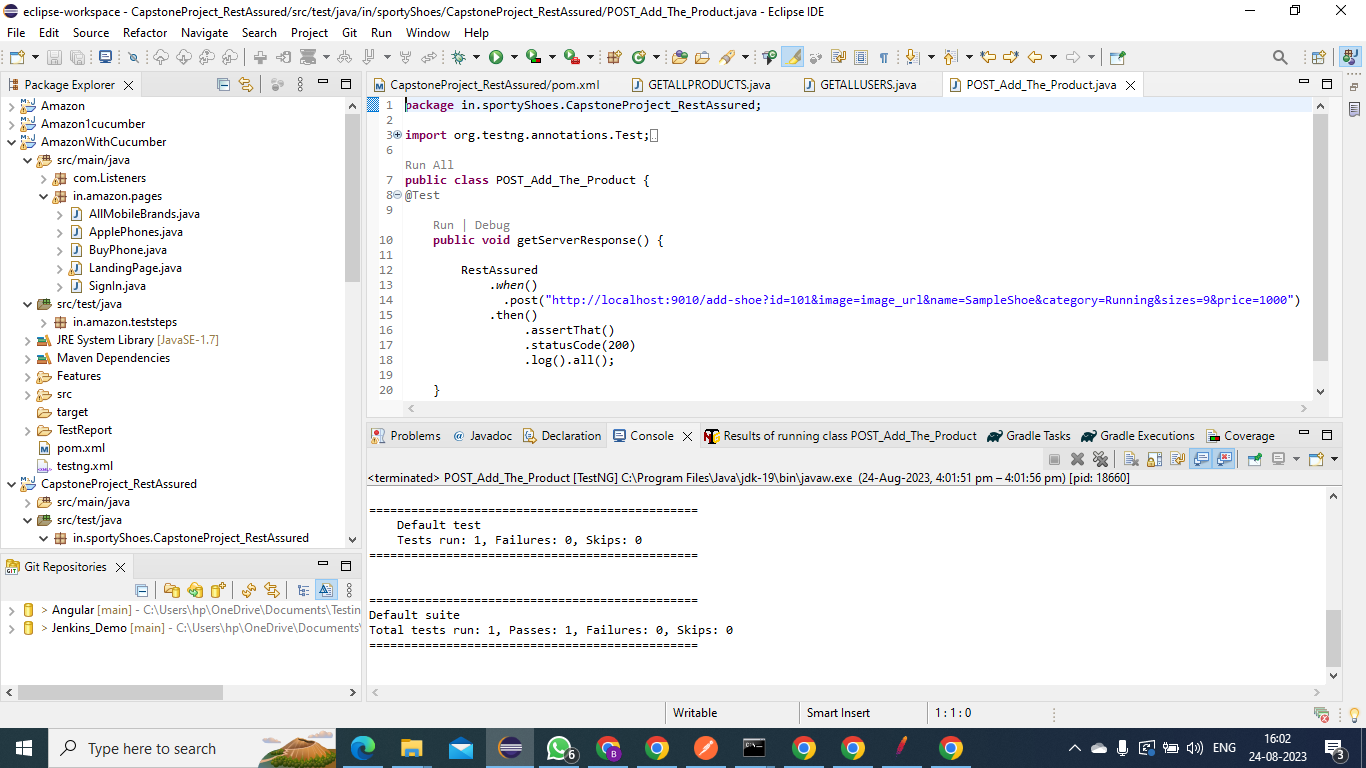 eclipse-workspace - CapstoneProject_RestAssured/src/test/java/in/sportyShoes/CapstoneProject_RestAssured/POST_Add_The_Product.java - Eclipse IDE
File Edit Source Refactor Navigate Search Project Git Run Window Help
Package Explorer
Amazon
Amazon1cucumber
AmazonWithCucumber
src/main/java
com.Listeners
in.amazon.pages
AllMobileBrands.java
ApplePhones.java
BuyPhone.java
LandingPage.java
SignIn.java
src/test/java
in.amazon.teststeps
JRE System Library [JavaSE-1.7]
Maven Dependencies
Features
src
target
TestReport
pom.xml
testng.xml
CapstoneProject_RestAssured
src/main/java
src/test/java
in.sportyShoes.CapstoneProject_RestAssured
Git Repositories
> Angular [main] - C:\Users\hp\OneDrive\Documents\Testin
> Jenkins_Demo [main] - C:\Users\hp\OneDrive\Documents\
CapstoneProject_RestAssured/pom.xml GETALLPRODUCTS.java GETALLUSERS.java POST_Add_The_Product.java
1 package in.sportyShoes.CapstoneProject_RestAssured;
2
3 import org.testng.annotations.Test;
6
Run All
7 public class POST_Add_The_Product {
8 @Test
9
Run | Debug
10 public void getServerResponse() {
11
12 RestAssured
13 .when()
14 .post("http://localhost:9010/add-shoe?id=101&image=image_url&name=SampleShoe&category=Running&sizes=9&price=1000")
15 .then()
16 .assertThat()
17 .statusCode(200)
18 .log().all();
19
20 }
Problems @ Javadoc Declaration Console Results of running class POST_Add_The_Product Gradle Tasks Gradle Executions Coverage
<terminated> POST_Add_The_Product [TestNG] C:\Program Files\Java\jdk-19\bin\javaw.exe (24-Aug-2023, 4:01:51 pm – 4:01:56 pm) [pid: 18660]
===============================================
Default test
Tests run: 1, Failures: 0, Skips: 0
===============================================
===============================================
Default suite
Total tests run: 1, Passes: 1, Failures: 0, Skips: 0
===============================================
Writable Smart Insert 1 : 1 : 0
Type here to search
6
B
ENG
16:02
24-08-2023
3